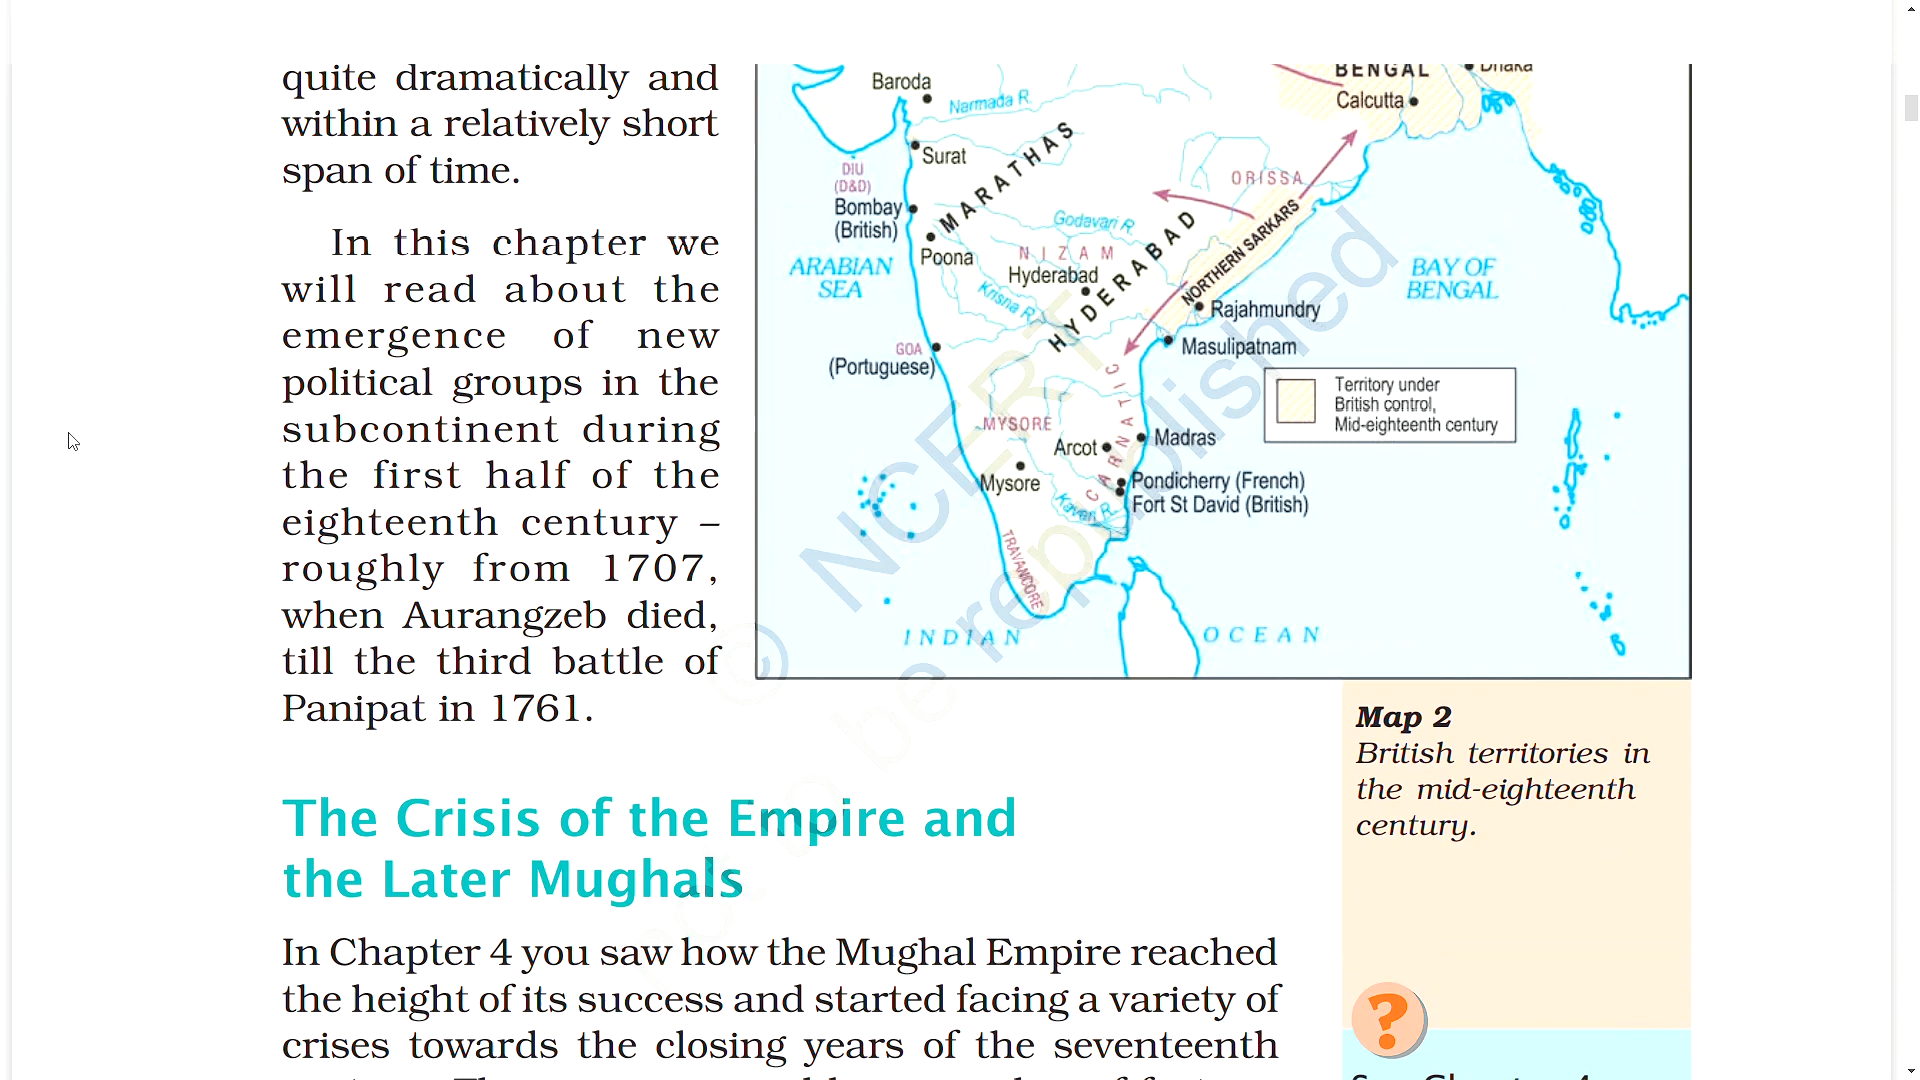 quite dramatically and
within a relatively short
span of time.
In this chapter we
will read about the
emergence of new
political groups in the
subcontinent during
the first half of the
eighteenth century –
roughly from 1707,
when Aurangzeb died,
till the third battle of
Panipat in 1761.
BENGAL
Dhaka
Baroda
Calcutta
Narmada R.
Surat
MARATHAS
DIU
(D&D)
ORISSA
Bombay
(British)
Godavari R.
Poona
NIZAM
Hyderabad
HYDERABAD
NORTHERN SARKARS
ARABIAN
SEA
BAY OF
BENGAL
Krisna R.
Rajahmundry
GOA
(Portuguese)
Masulipatnam
Territory under
British control,
Mid-eighteenth century
CARNATIC
MYSORE
Arcot
Madras
Mysore
Pondicherry (French)
Fort St David (British)
Kaveri R.
TRAVANCORE
INDIAN OCEAN
© NCERT
be republished
Map 2
British territories in
the mid-eighteenth
century.
The Crisis of the Empire and
the Later Mughals
In Chapter 4 you saw how the Mughal Empire reached
the height of its success and started facing a variety of
crises towards the closing years of the seventeenth
?